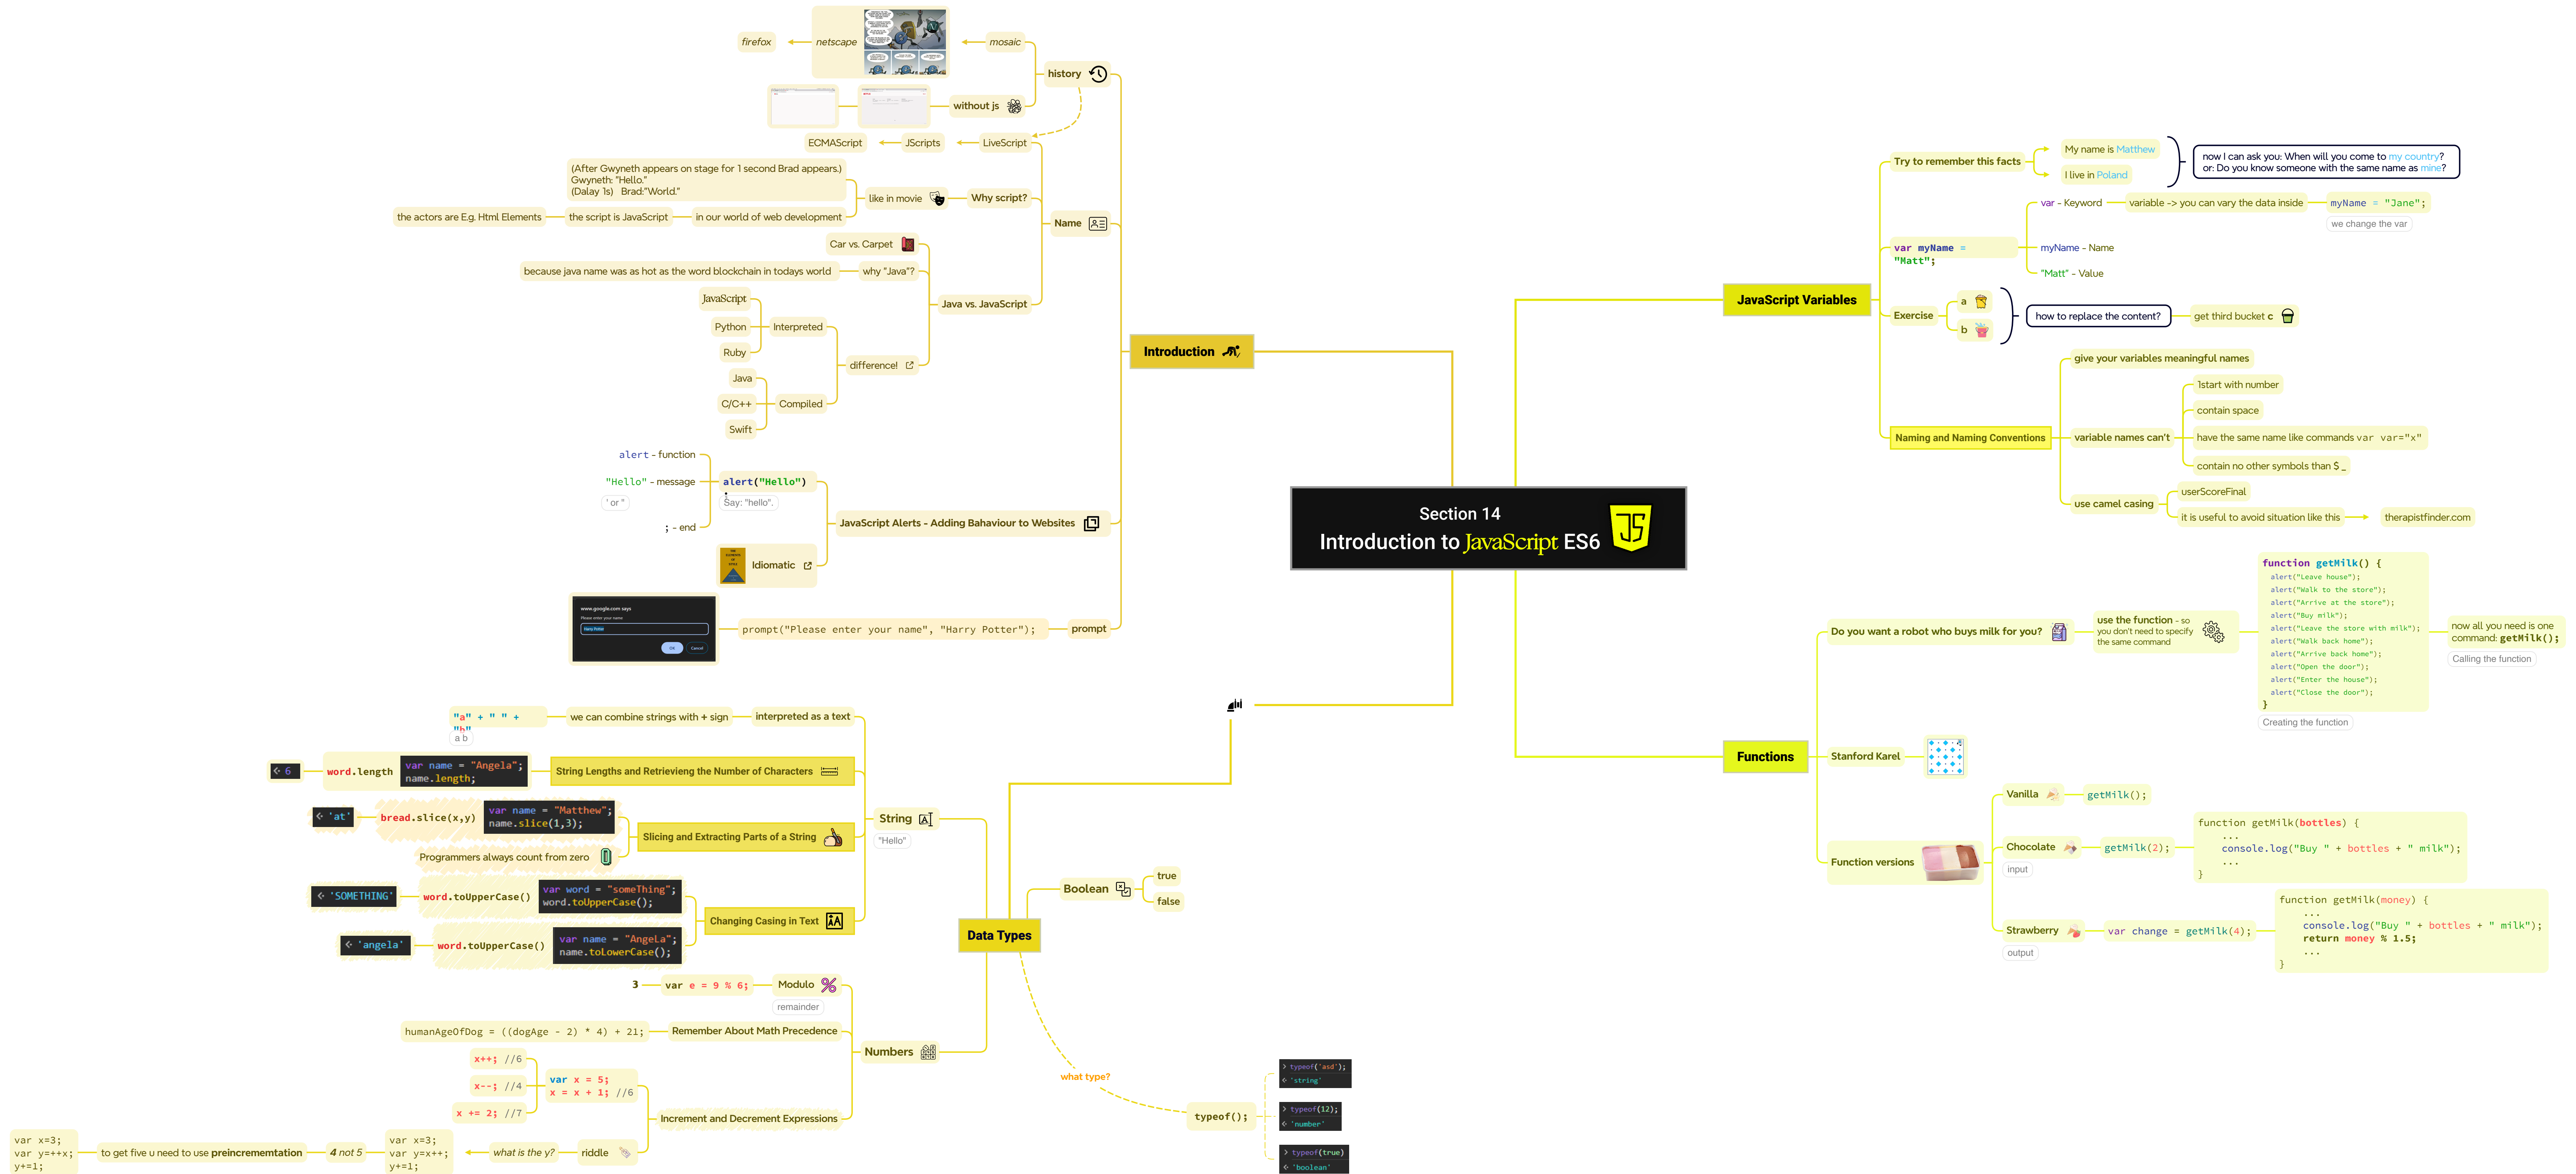 Section 14
Introduction to JavaScript ES6
JS
Introduction
history
mosaic
netscape
firefox
without js
Name
LiveScript
JScripts
ECMAScript
Why script?
like in movie
(After Gwyneth appears on stage for 1 second Brad appears.)
Gwyneth: "Hello."
(Dalay 1s) Brad:"World."
in our world of web development
the script is JavaScript
the actors are E.g. Html Elements
Java vs. JavaScript
Car vs. Carpet
why "Java"?
because java name was as hot as the word blockchain in todays world
difference!
Interpreted
JavaScript
Python
Ruby
Compiled
Java
C/C++
Swift
JavaScript Alerts - Adding Bahaviour to Websites
alert("Hello")
;
Say: "hello".
alert - function
"Hello" - message
' or "
; - end
Idiomatic
THE ELEMENTS OF STYLE
prompt
prompt("Please enter your name", "Harry Potter");
www.google.com says
Please enter your name
Harry Potter
OK
Cancel
Data Types
String
"Hello"
interpreted as a text
we can combine strings with + sign
"a" + " " +
"b"
a b
String Lengths and Retrievieng the Number of Characters
var name = "Angela";
name.length;
word.length
6
Slicing and Extracting Parts of a String
var name = "Matthew";
name.slice(1,3);
bread.slice(x,y)
'at'
Programmers always count from zero
Changing Casing in Text
var word = "someThing";
word.toUpperCase();
word.toUpperCase()
'SOMETHING'
var name = "AngeLa";
name.toLowerCase();
word.toUpperCase()
'angela'
Numbers
Modulo
remainder
var e = 9 % 6;
3
Remember About Math Precedence
humanAgeOfDog = ((dogAge - 2) * 4) + 21;
Increment and Decrement Expressions
var x = 5;
x = x + 1; //6
x++; //6
x--; //4
x += 2; //7
riddle
what is the y?
var x=3;
var y=x++;
y+=1;
4 not 5
to get five u need to use preincrememtation
var x=3;
var y=++x;
y+=1;
Boolean
true
false
what type?
typeof();
> typeof('asd');
'string'
> typeof(12);
'number'
> typeof(true)
'boolean'
JavaScript Variables
Try to remember this facts
My name is Matthew
I live in Poland
now I can ask you: When will you come to my country?
or: Do you know someone with the same name as mine?
var myName =
"Matt";
var - Keyword
variable -> you can vary the data inside
myName = "Jane";
we change the var
myName - Name
"Matt" - Value
Exercise
a
b
how to replace the content?
get third bucket c
Naming and Naming Conventions
give your variables meaningful names
variable names can't
1start with number
contain space
have the same name like commands var var="x"
contain no other symbols than $ _
use camel casing
userScoreFinal
it is useful to avoid situation like this
therapistfinder.com
Functions
Do you want a robot who buys milk for you?
use the function - so
you don't need to specify
the same command
function getMilk() {
alert("Leave house");
alert("Walk to the store");
alert("Arrive at the store");
alert("Buy milk");
alert("Leave the store with milk");
alert("Walk back home");
alert("Arrive back home");
alert("Open the door");
alert("Enter the house");
alert("Close the door");
}
Creating the function
now all you need is one
command: getMilk();
Calling the function
Stanford Karel
Function versions
Vanilla
getMilk();
Chocolate
input
getMilk(2);
function getMilk(bottles) {
...
console.log("Buy " + bottles + " milk");
...
}
Strawberry
output
var change = getMilk(4);
function getMilk(money) {
...
console.log("Buy " + bottles + " milk");
return money % 1.5;
...
}